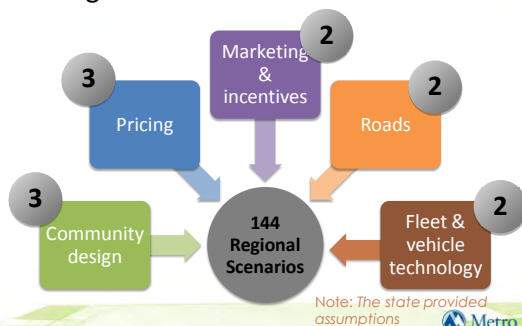 2
Marketing
&
incentives
3
Pricing
2
Roads
3
Community
design
144
Regional
Scenarios
2
Fleet &
vehicle
technology
Note: The state provided
assumptions
Metro